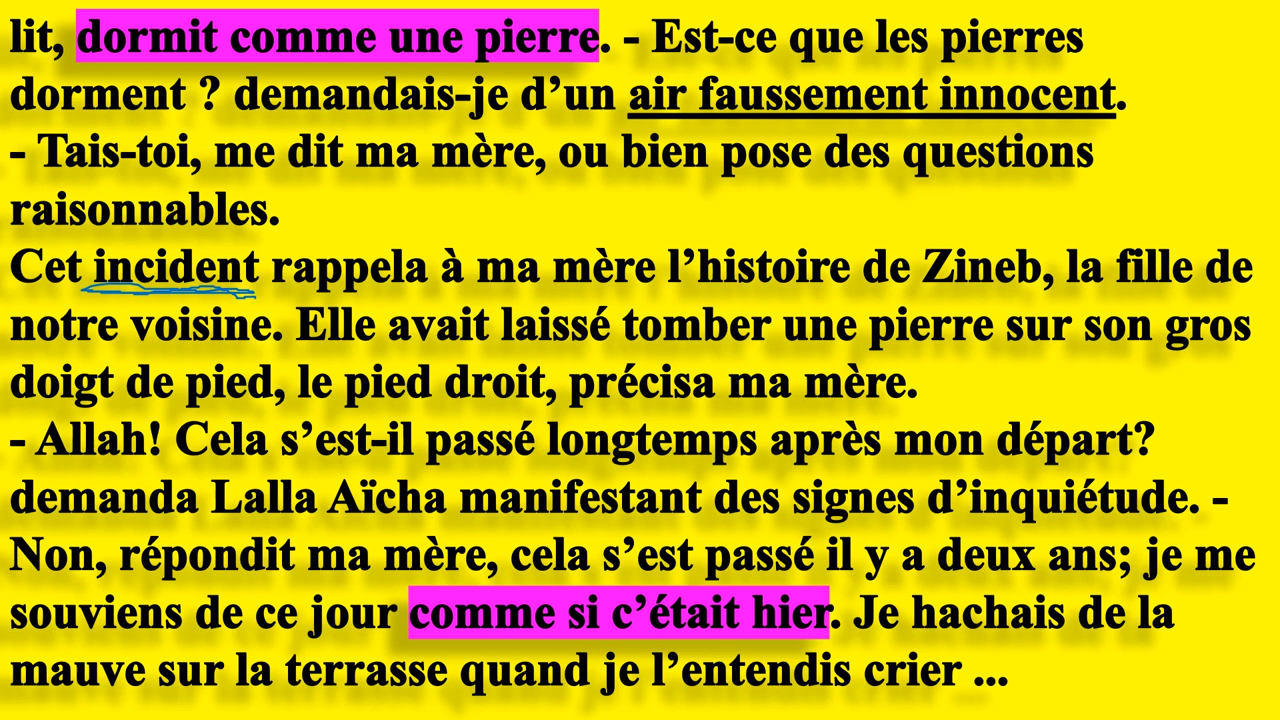 lit, dormit comme une pierre. - Est-ce que les pierres
dorment ? demandais-je d’un air faussement innocent.
- Tais-toi, me dit ma mère, ou bien pose des questions
raisonnables.
Cet incident rappela à ma mère l’histoire de Zineb, la fille de
notre voisine. Elle avait laissé tomber une pierre sur son gros
doigt de pied, le pied droit, précisa ma mère.
- Allah! Cela s’est-il passé longtemps après mon départ?
demanda Lalla Aïcha manifestant des signes d’inquiétude. -
Non, répondit ma mère, cela s’est passé il y a deux ans; je me
souviens de ce jour comme si c’était hier. Je hachais de la
mauve sur la terrasse quand je l’entendis crier ...